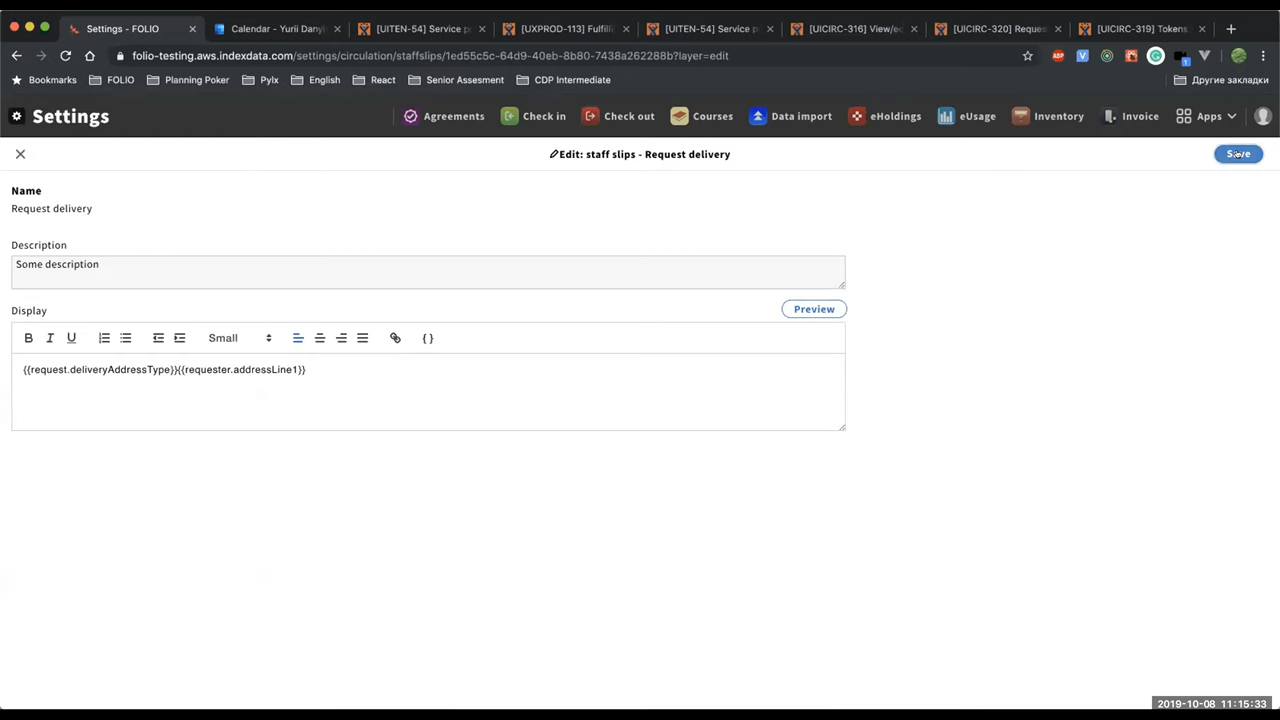 Settings - FOLIO
Calendar - Yurii Danyl
[UITEN-54] Service p
[UXPROD-113] Fulfilli
[UITEN-54] Service p
[UICIRC-316] View/e
[UICIRC-320] Reques
[UICIRC-319] Tokens
folio-testing.aws.indexdata.com/settings/circulation/staffslips/1ed55c5c-64d9-40eb-8b80-7438a262288b?layer=edit
ABP
1
Bookmarks
FOLIO
Planning Poker
Pylx
English
React
Senior Assesment
CDP Intermediate
Другие закладки
Settings
Agreements
Check in
Check out
Courses
Data import
eHoldings
eUsage
Inventory
Invoice
Apps
Edit: staff slips - Request delivery
Save
Name
Request delivery
Description
Some description
Display
Preview
B I U
Small
{ }
{{request.deliveryAddressType}}{{requester.addressLine1}}
2019-10-08 11:15:33